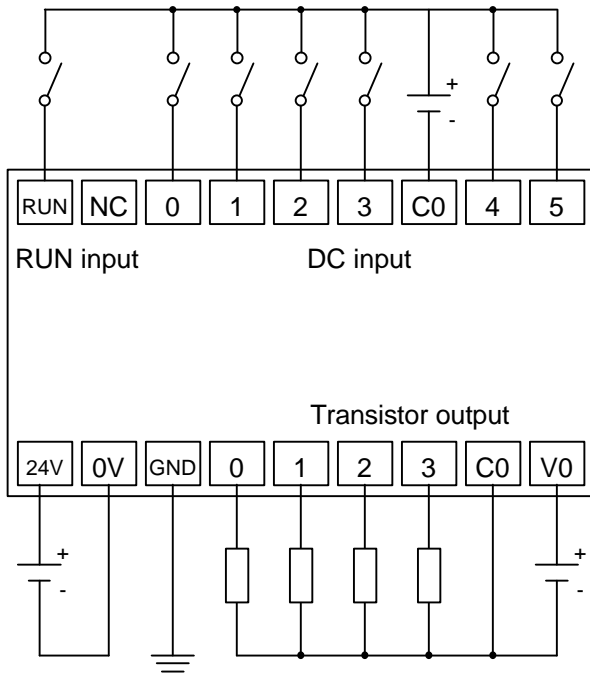 +
-
RUN NC 0 1 2 3 C0 4 5
RUN input DC input
Transistor output
24V 0V GND 0 1 2 3 C0 V0
+ +
- -